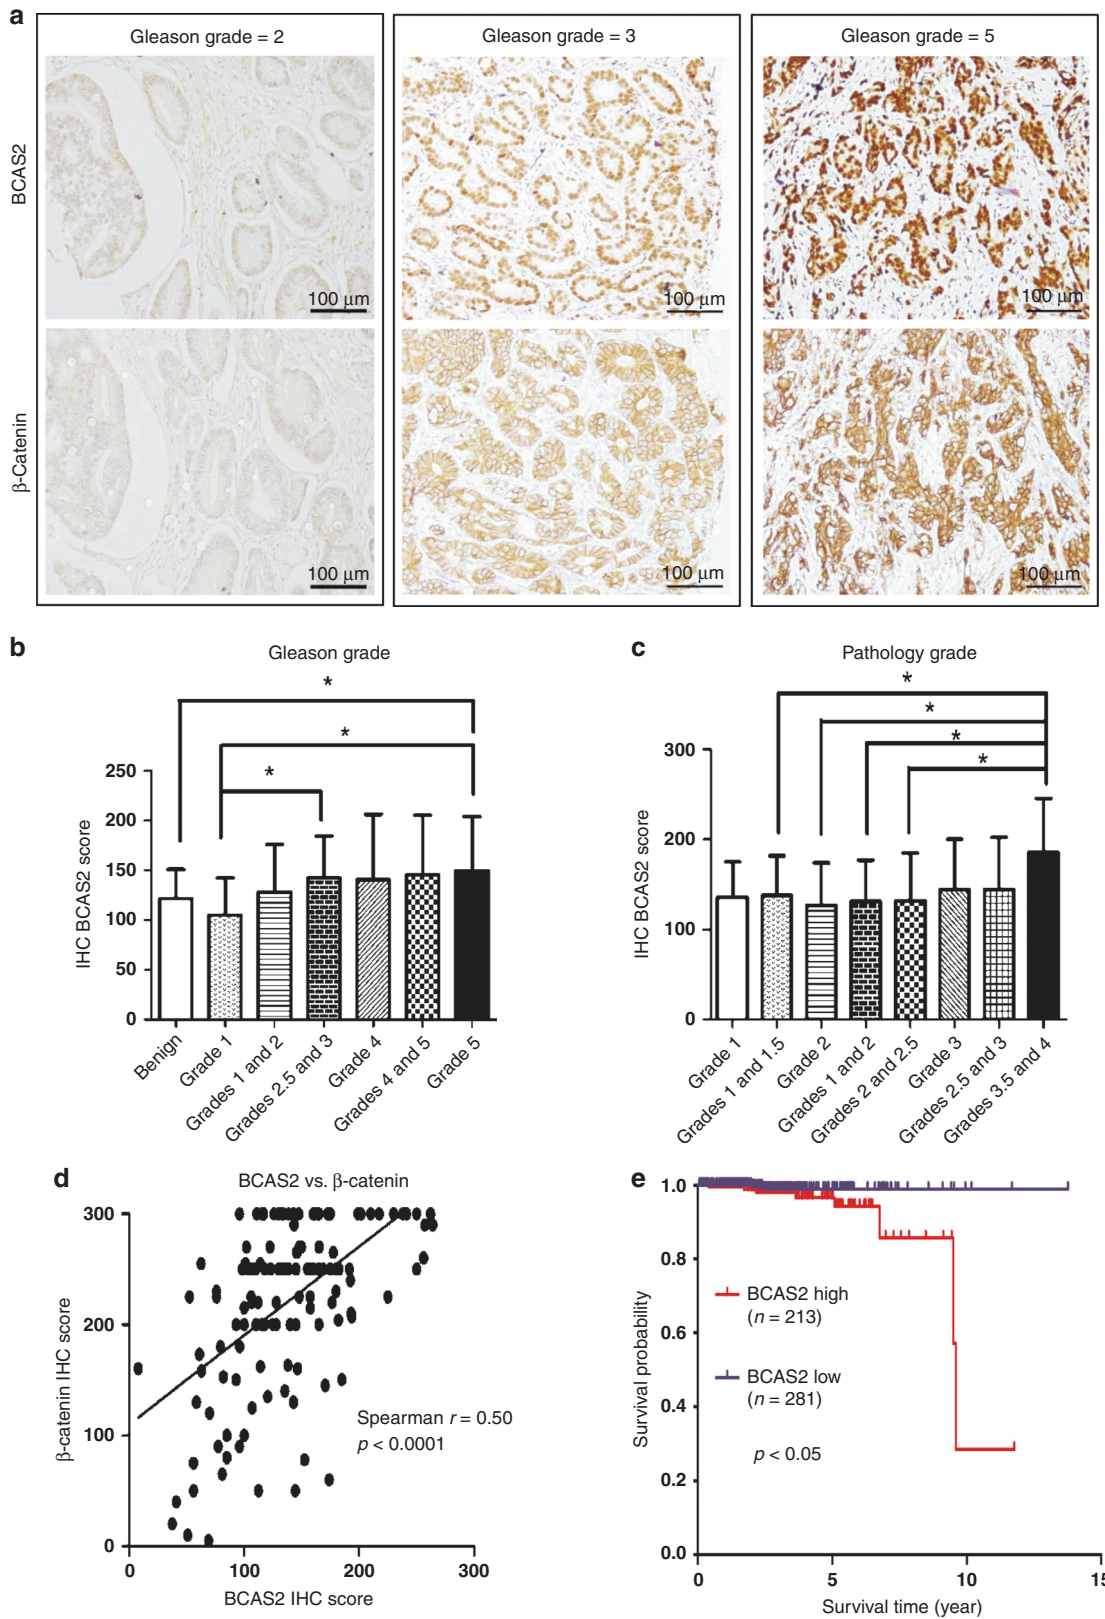 a
Gleason grade = 2
Gleason grade = 3
Gleason grade = 5
BCAS2
100 μm
100 μm
100 μm
β-Catenin
100 μm
100 μm
100 μm
b
Gleason grade
*
*
*
IHC BCAS2 score
250
200
150
100
50
0
Benign
Grade 1
Grades 1 and 2
Grades 2.5 and 3
Grade 4
Grades 4 and 5
Grade 5
c
Pathology grade
*
*
*
*
IHC BCAS2 score
300
200
100
0
Grade 1
Grades 1 and 1.5
Grade 2
Grades 1 and 2
Grades 2 and 2.5
Grade 3
Grades 2.5 and 3
Grades 3.5 and 4
d
BCAS2 vs. β-catenin
β-catenin IHC score
300
200
100
0
Spearman r = 0.50
p < 0.0001
0
100
200
300
BCAS2 IHC score
e
Survival probability
1.0
0.8
0.6
0.4
0.2
0.0
BCAS2 high
(n = 213)
BCAS2 low
(n = 281)
p < 0.05
0
5
10
15
Survival time (year)